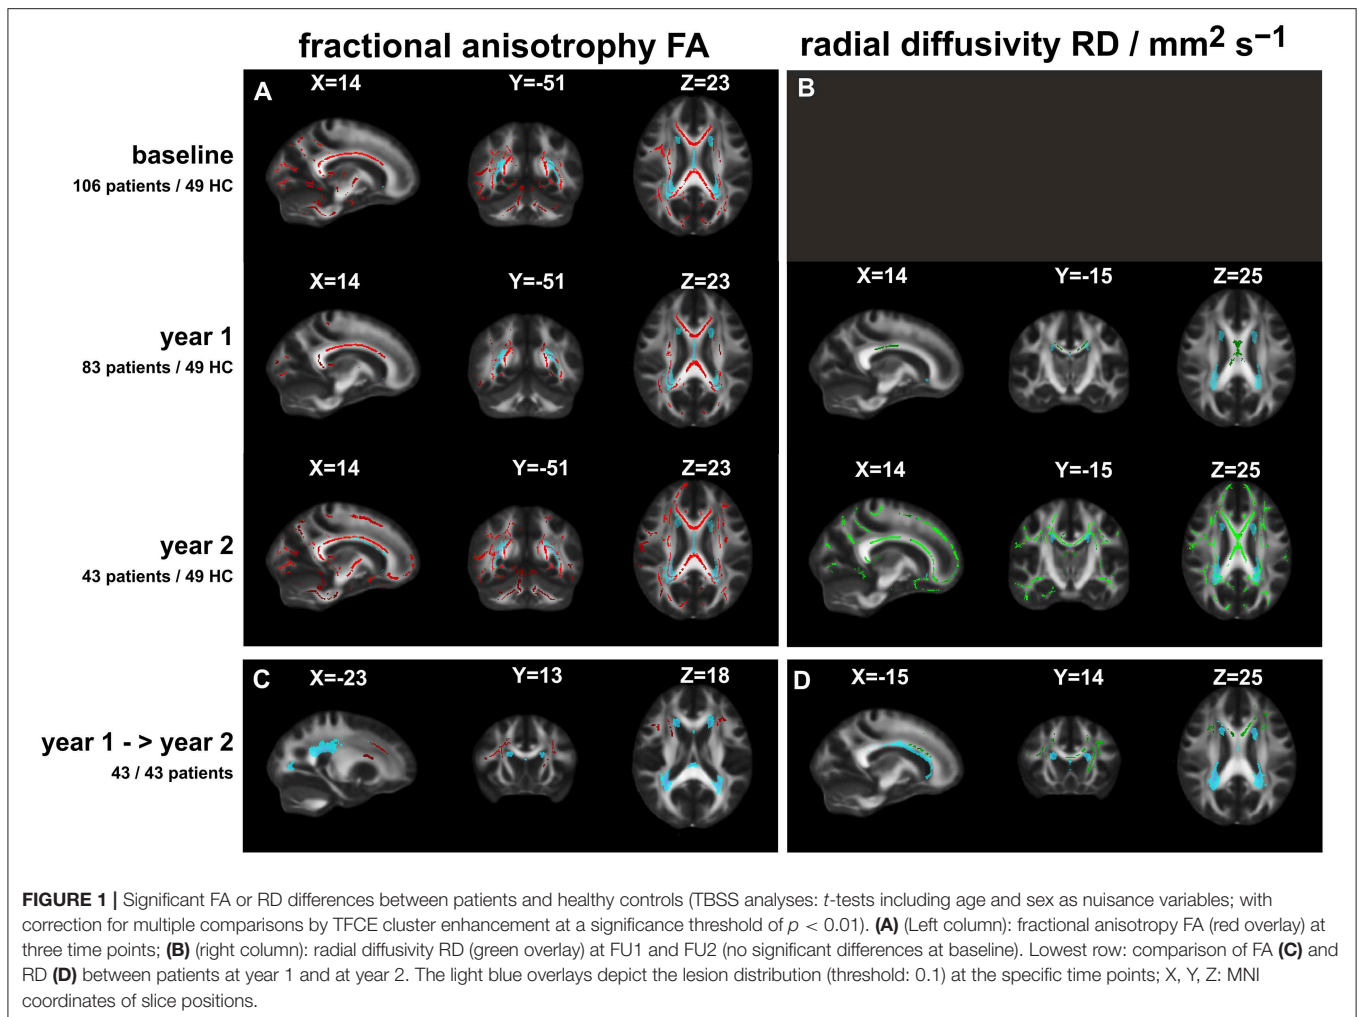 fractional anisotropy FA
radial diffusivity RD / mm² s⁻¹
A
X=14
Y=-51
Z=23
B
baseline
106 patients / 49 HC
X=14
Y=-51
Z=23
X=14
Y=-15
Z=25
year 1
83 patients / 49 HC
X=14
Y=-51
Z=23
X=14
Y=-15
Z=25
year 2
43 patients / 49 HC
C
X=-23
Y=13
Z=18
D
X=-15
Y=14
Z=25
year 1 - > year 2
43 / 43 patients
FIGURE 1 | Significant FA or RD differences between patients and healthy controls (TBSS analyses: t-tests including age and sex as nuisance variables; with
correction for multiple comparisons by TFCE cluster enhancement at a significance threshold of p < 0.01). (A) (Left column): fractional anisotropy FA (red overlay) at
three time points; (B) (right column): radial diffusivity RD (green overlay) at FU1 and FU2 (no significant differences at baseline). Lowest row: comparison of FA (C) and
RD (D) between patients at year 1 and at year 2. The light blue overlays depict the lesion distribution (threshold: 0.1) at the specific time points; X, Y, Z: MNI
coordinates of slice positions.